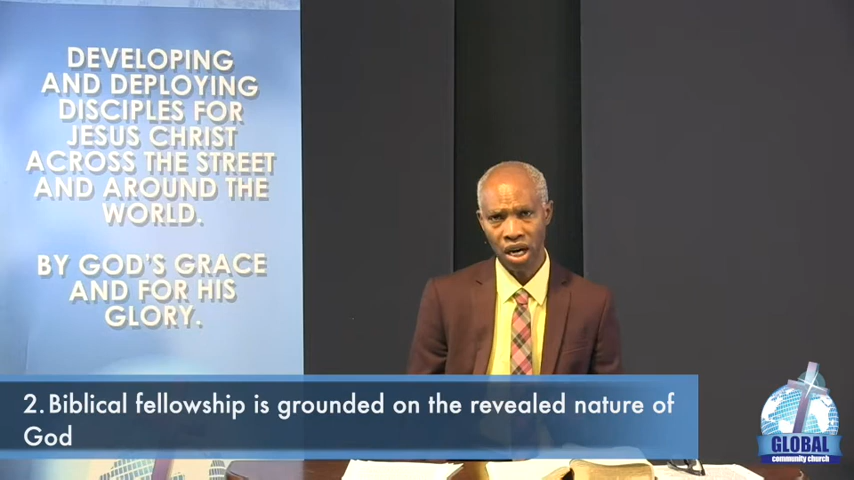 DEVELOPING
AND DEPLOYING
DISCIPLES FOR
JESUS CHRIST
ACROSS THE STREET
AND AROUND THE
WORLD.
BY GOD'S GRACE
AND FOR HIS
GLORY.
2. Biblical fellowship is grounded on the revealed nature of
God
GLOBAL
community church